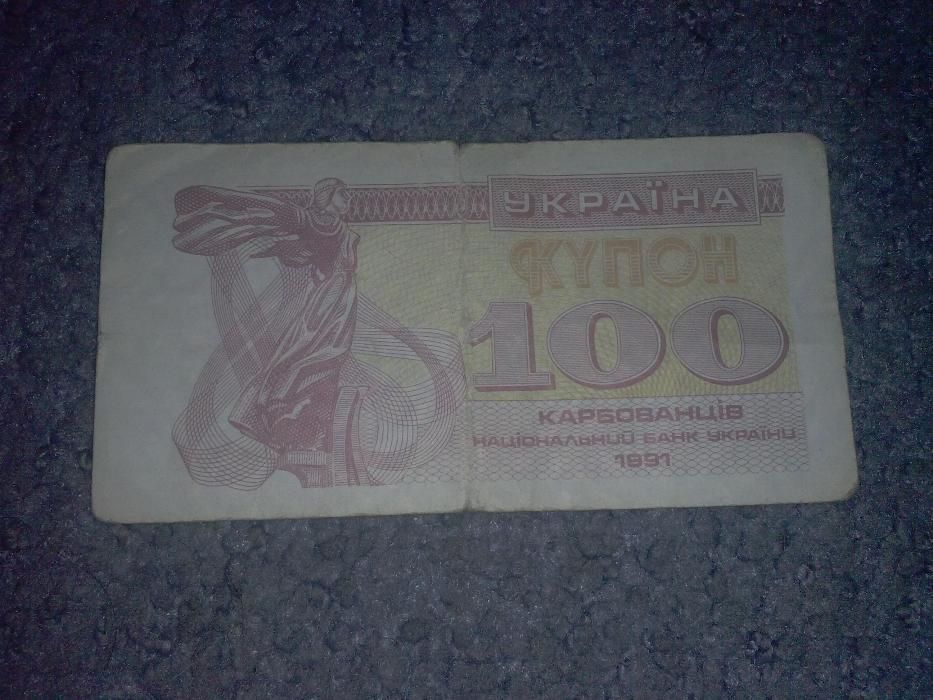 УКРАЇНА
КУПОН
100
КАРБОВАНЦІВ
НАЦІОНАЛЬНИЙ БАНК УКРАЇНИ
1991